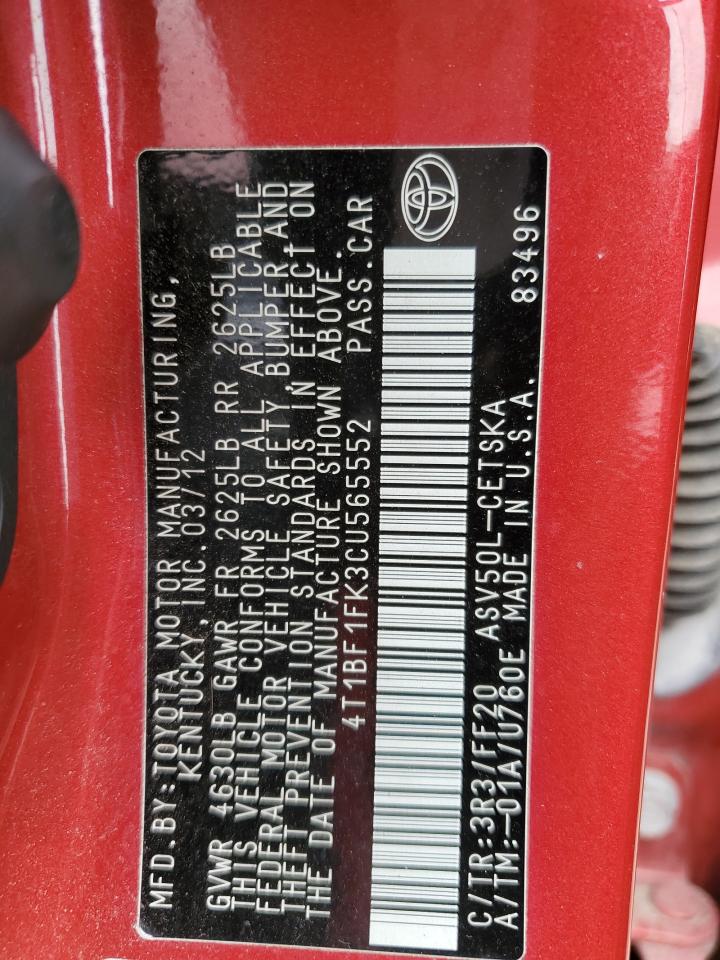 MFD.BY:TOYOTA MOTOR MANUFACTURING,
KENTUCKY,INC.03/12
GVWR 4630LB GAWR FR 2625LB RR 2625LB
THIS VEHICLE CONFORMS TO ALL APPLICABLE
FEDERAL MOTOR VEHICLE SAFETY, BUMPER,AND
THEFT PREVENTION STANDARDS IN EFFECT ON
THE DATE OF MANUFACTURE SHOWN ABOVE.
4T1BF1FK3CU565552 PASS.CAR
C/TR:3R3/FF20 ASV50L-CETSKA
A/TM:-01A/U760E MADE IN U.S.A. 83496